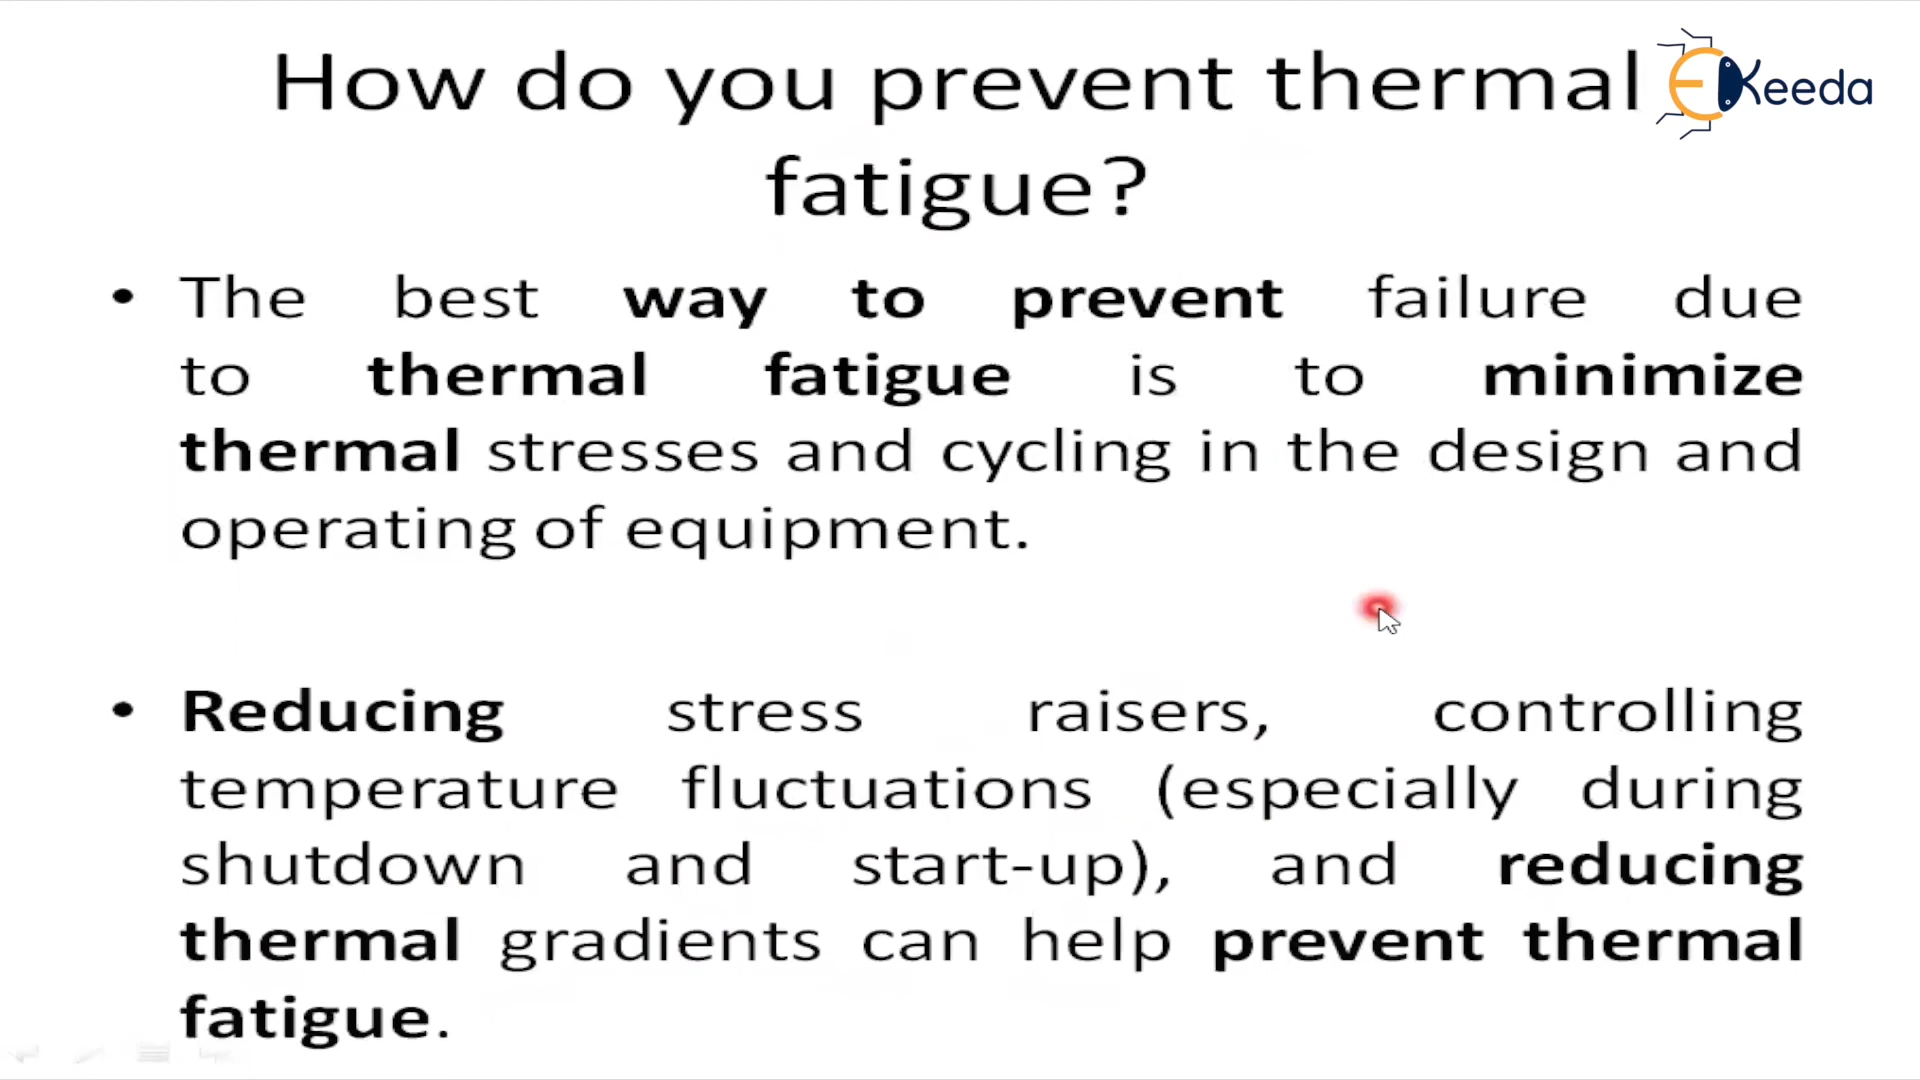 How do you prevent thermal
fatigue?
EKeeda
• The best way to prevent failure due
to thermal fatigue is to minimize
thermal stresses and cycling in the design and
operating of equipment.
• Reducing stress raisers, controlling
temperature fluctuations (especially during
shutdown and start-up), and reducing
thermal gradients can help prevent thermal
fatigue.